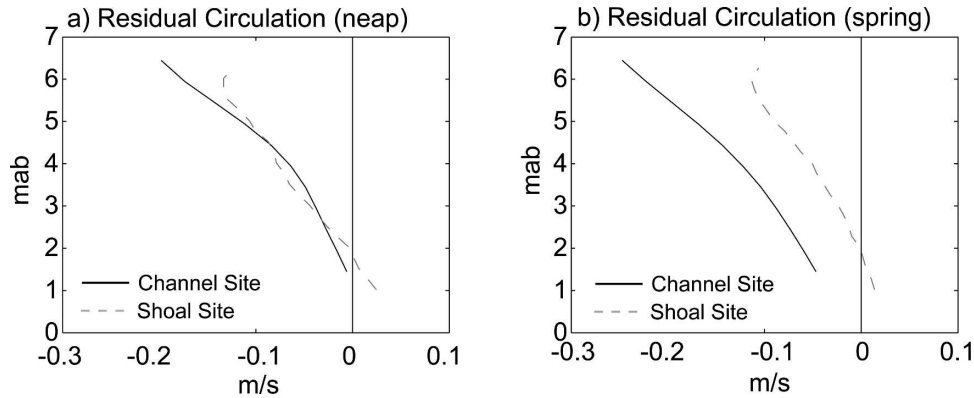 a) Residual Circulation (neap)
7
6
5
4
3
2
1
0
mab
Channel Site
Shoal Site
-0.3
-0.2
-0.1
0
0.1
m/s
b) Residual Circulation (spring)
7
6
5
4
3
2
1
0
mab
Channel Site
Shoal Site
-0.3
-0.2
-0.1
0
0.1
m/s